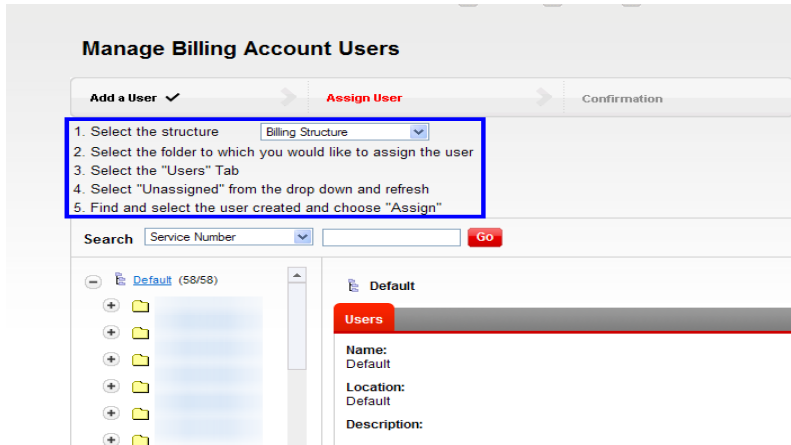 Manage Billing Account Users
Add a User Assign User Confirmation
1. Select the structure Billing Structure
2. Select the folder to which you would like to assign the user
3. Select the "Users" Tab
4. Select "Unassigned" from the drop down and refresh
5. Find and select the user created and choose "Assign"
Search Service Number Go
Default (58/58)
Default
Users
Name:
Default
Location:
Default
Description: